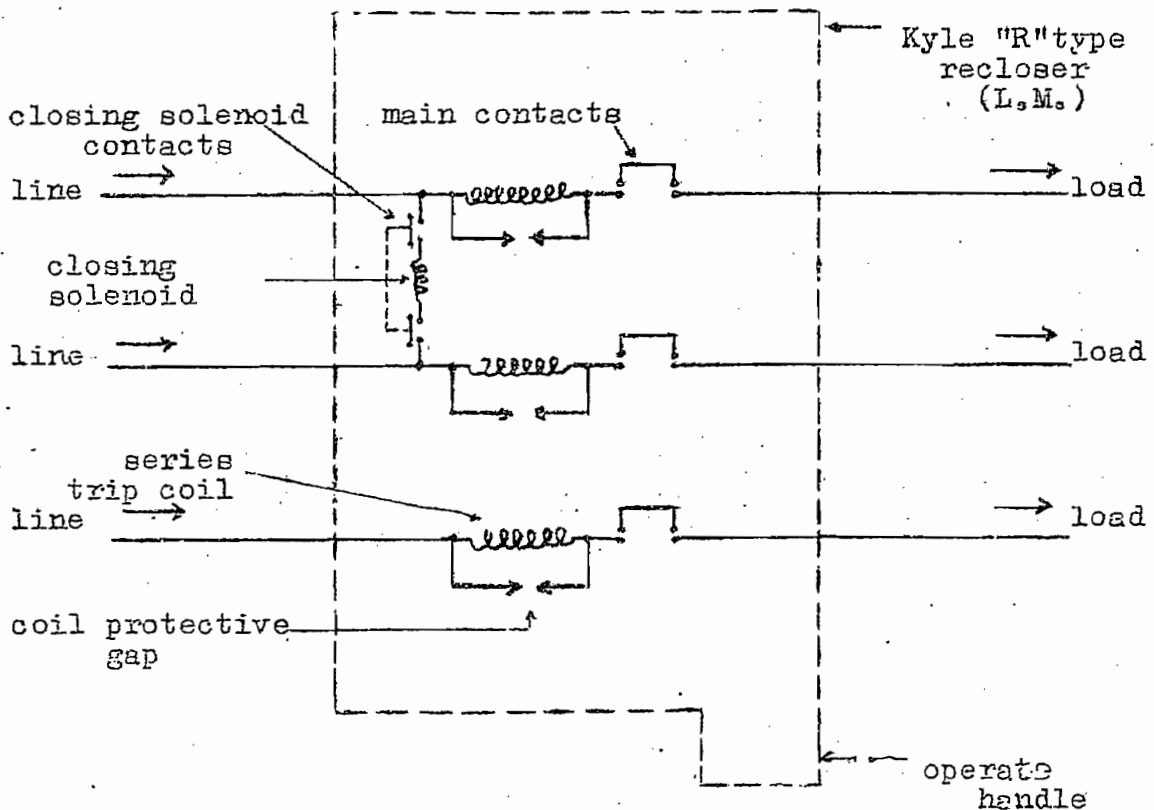 Kyle "R" type
recloser
(L.M.)
closing solenoid
contacts
main contacts
line
load
closing
solenoid
line
load
series
trip coil
line
load
coil protective
gap
operate
handle